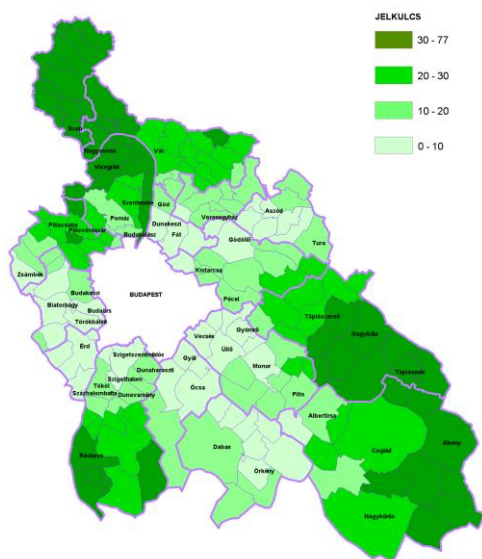 JELKULCS
30 - 77
20 - 30
10 - 20
0 - 10
Szob
Nagymaros
Visegrád
Vác
Szentendre
Göd
Pomáz
Dunakeszi
Veresegyház
Aszód
Piliscsaba
Pilisvörösvár
Budakalász
Fót
Gödöllő
Tura
Zsámbék
Kistarcsa
Budakeszi
Pécel
Biatorbágy
BUDAPEST
Budaörs
Törökbálint
Tápiószecső
Nagykáta
Érd
Vecsés
Gyömrő
Szigetszentmiklós
Gyál
Üllő
Monor
Tápiószele
Dunaharaszti
Tököl
Szigethalom
Ócsa
Pilis
Százhalombatta
Dunavarsány
Albertirsa
Ráckeve
Dabas
Cegléd
Abony
Örkény
Nagykőrös